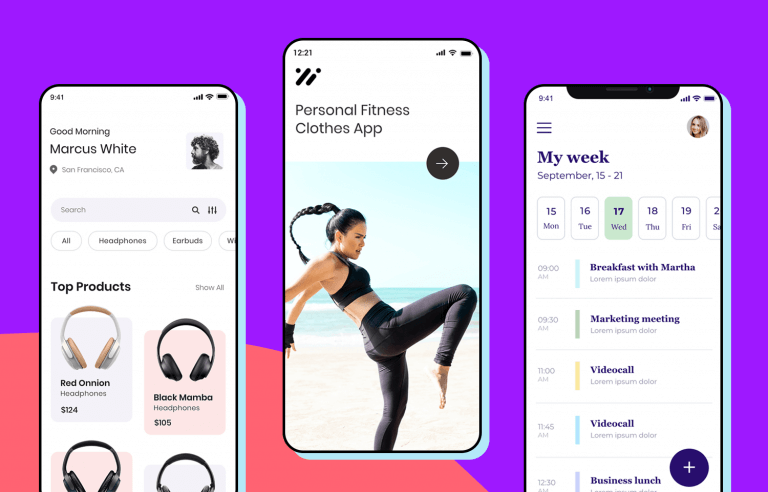 9:41
Good Morning
Marcus White
San Francisco, CA
Search
All Headphones Earbuds Wi
Top Products Show All
Red Onnion
Headphones
$124
Black Mamba
Headphones
$105
12:21
Personal Fitness
Clothes App
9:41
My week
September, 15 - 21
15 16 17 18 19 2
Mon Tue Wed Thu Fri Sa
09:00 AM
Breakfast with Martha
Lorem ipsum dolor
09:30 AM
Marketing meeting
Lorem ipsum dolor
11:00 AM
Videocall
Lorem ipsum dolor
11:45 AM
Videocall
Lorem ipsum dolor
12:30 AM
Business lunch
Lorem ipsum dolor